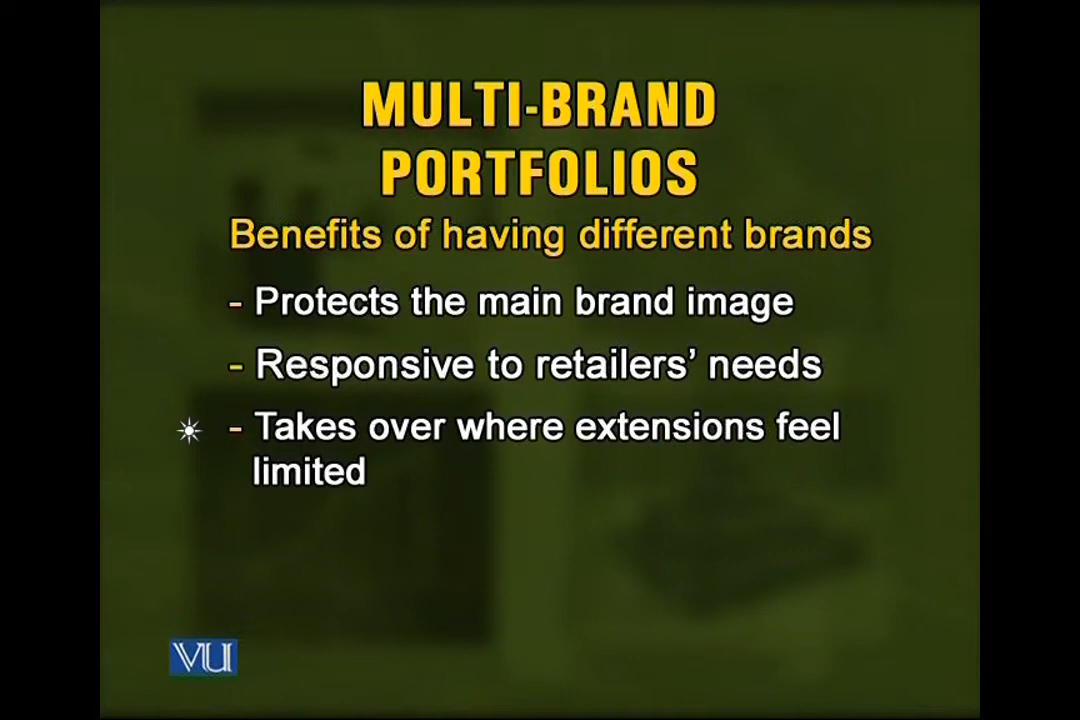 MULTI-BRAND
PORTFOLIOS
Benefits of having different brands
- Protects the main brand image
- Responsive to retailers’ needs
- Takes over where extensions feel
limited
VU